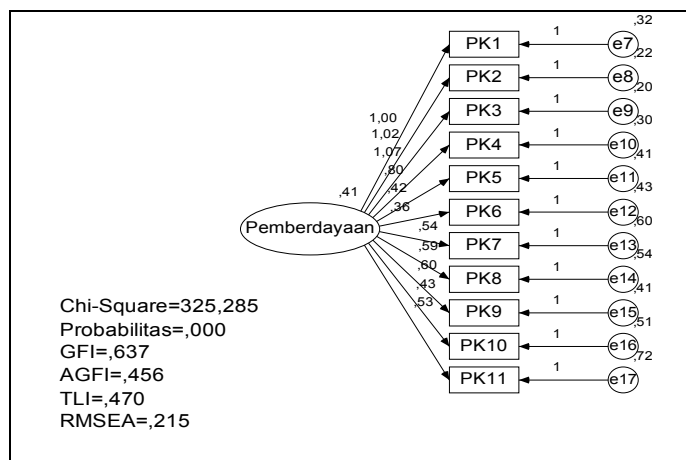 ,32
PK1 1 e7
,22
PK2 1 e8
,20
PK3 1 e9
,30
PK4 1 e10
,41
PK5 1 e11
,43
PK6 1 e12
,60
PK7 1 e13
,54
PK8 1 e14
,41
PK9 1 e15
,51
PK10 1 e16
,72
PK11 1 e17
1,00
1,02
1,07
,80
,42
,36
,54
,59
,60
,43
,53
,41
Pemberdayaan
Chi-Square=325,285
Probabilitas=,000
GFI=,637
AGFI=,456
TLI=,470
RMSEA=,215